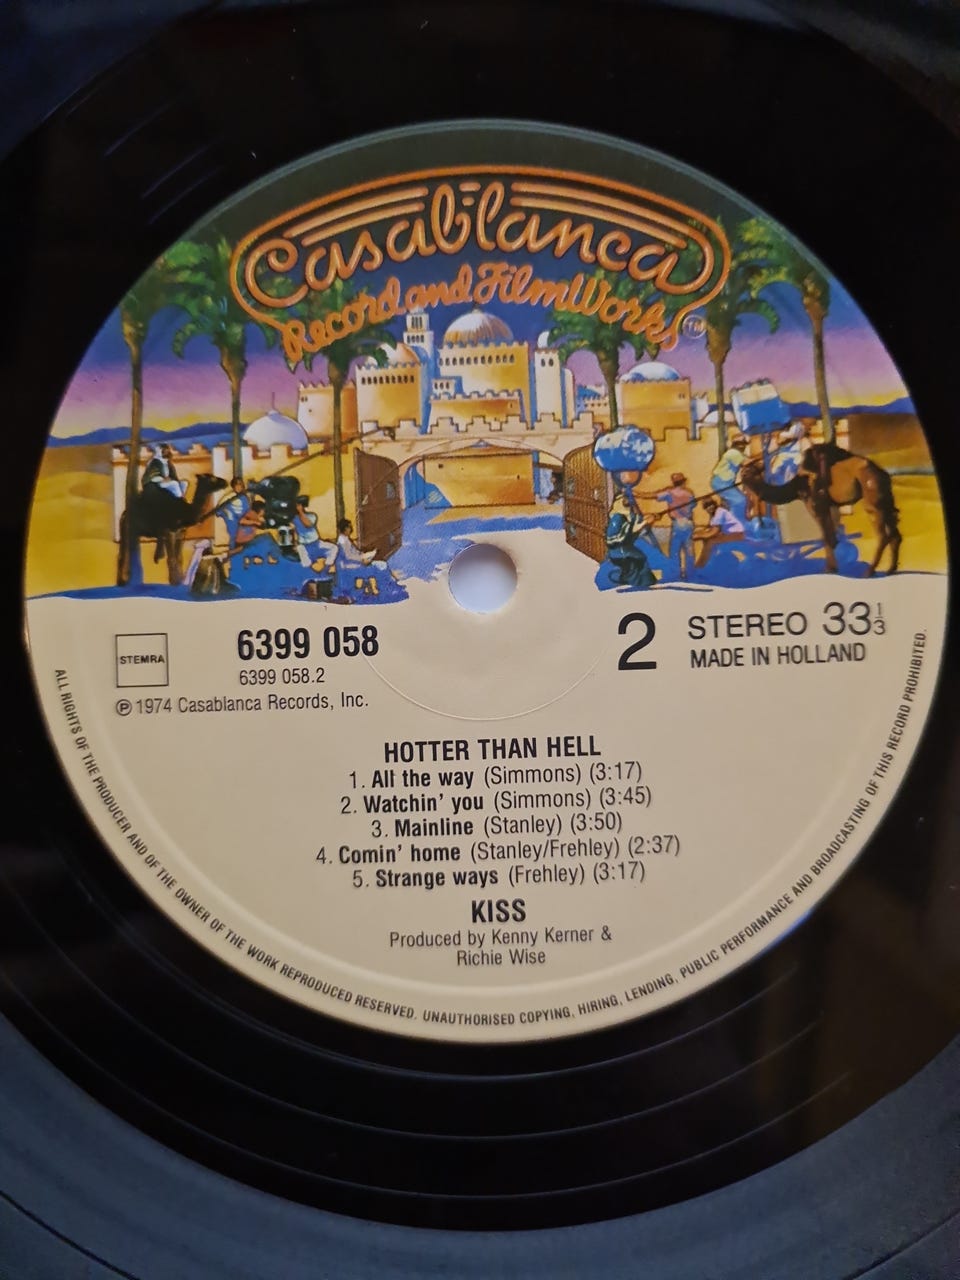 Casablanca
Record and FilmWorks
TM
STEMRA
6399 058
6399 058.2
℗ 1974 Casablanca Records, Inc.
2
STEREO 33 1/3
MADE IN HOLLAND
HOTTER THAN HELL
1. All the way (Simmons) (3:17)
2. Watchin' you (Simmons) (3:45)
3. Mainline (Stanley) (3:50)
4. Comin' home (Stanley/Frehley) (2:37)
5. Strange ways (Frehley) (3:17)
KISS
Produced by Kenny Kerner &
Richie Wise
ALL RIGHTS OF THE PRODUCER AND OF THE OWNER OF THE WORK REPRODUCED RESERVED. UNAUTHORISED COPYING, HIRING, LENDING, PUBLIC PERFORMANCE AND BROADCASTING OF THIS RECORD PROHIBITED.